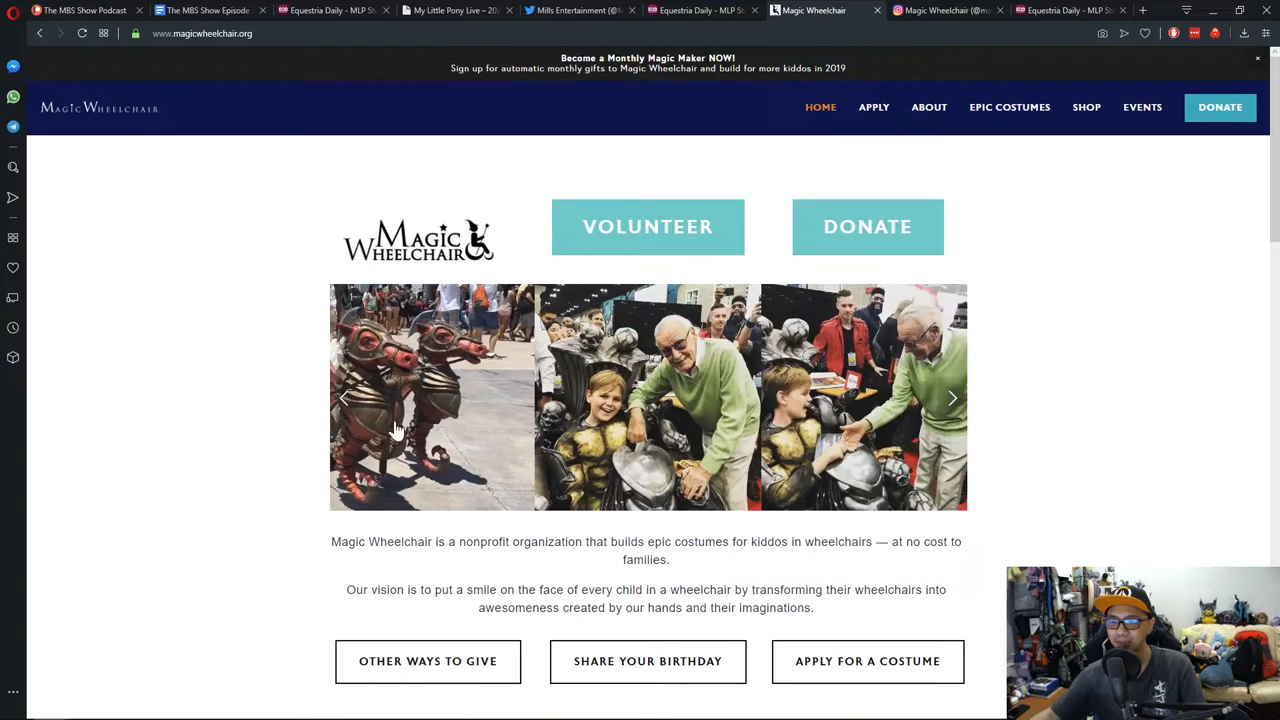 The MBS Show Podcast
The MBS Show Episode
Equestria Daily - MLP St
My Little Pony Live – 202
Mills Entertainment (@M
Equestria Daily - MLP St
Magic Wheelchair
Magic Wheelchair (@m
Equestria Daily - MLP St
www.magicwheelchair.org
Become a Monthly Magic Maker NOW!
Sign up for automatic monthly gifts to Magic Wheelchair and build for more kiddos in 2019
MAGIC WHEELCHAIR
HOME APPLY ABOUT EPIC COSTUMES SHOP EVENTS DONATE
MAGIC
WHEELCHAIR
VOLUNTEER
DONATE
Magic Wheelchair is a nonprofit organization that builds epic costumes for kiddos in wheelchairs — at no cost to
families.
Our vision is to put a smile on the face of every child in a wheelchair by transforming their wheelchairs into
awesomeness created by our hands and their imaginations.
OTHER WAYS TO GIVE
SHARE YOUR BIRTHDAY
APPLY FOR A COSTUME